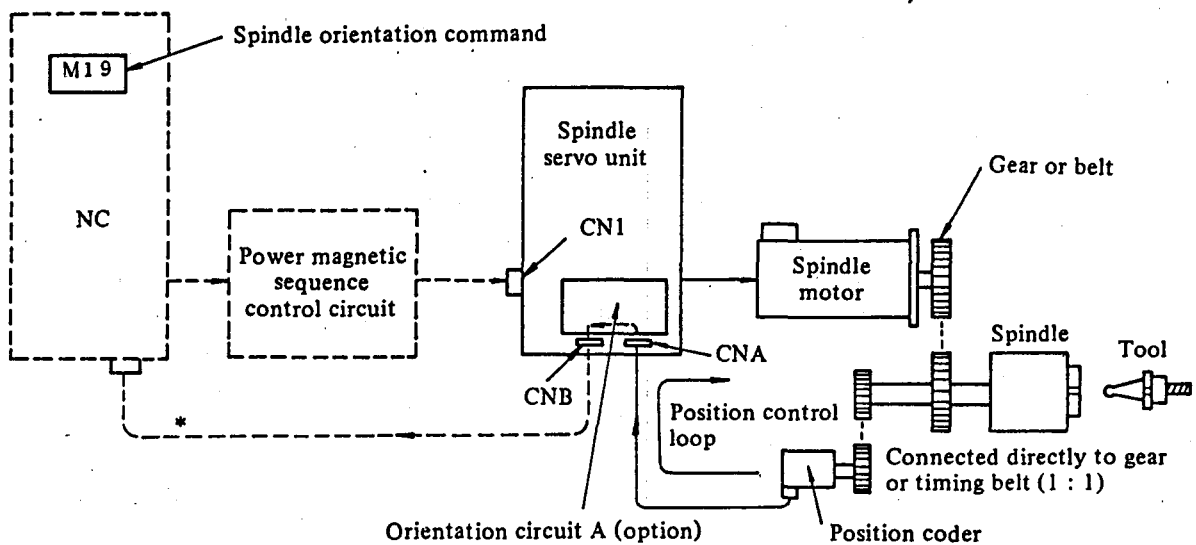 Spindle orientation command
M19
Spindle
servo unit
Gear or belt
NC
CN1
Power magnetic
sequence
control circuit
Spindle
motor
Spindle
Tool
CNA
CNB
Position control
loop
*
Connected directly to gear
or timing belt (1 : 1)
Orientation circuit A (option)
Position coder